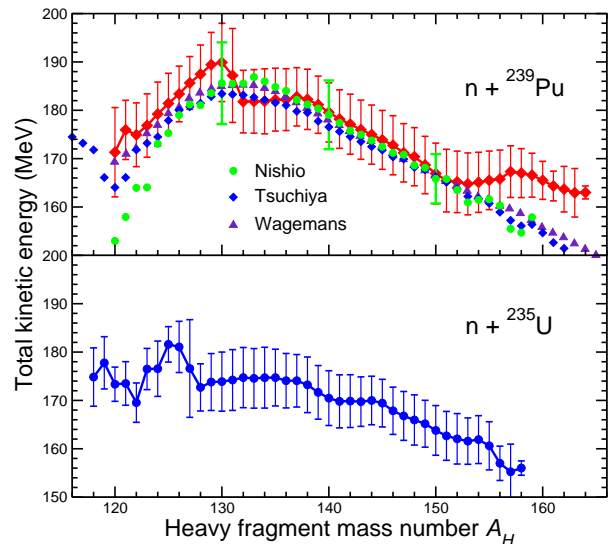 200
190
180
170
160
200
190
180
170
160
150
Total kinetic energy (MeV)
n + ²³⁹Pu
Nishio
Tsuchiya
Wagemans
n + ²³⁵U
120
130
140
150
160
Heavy fragment mass number A_H